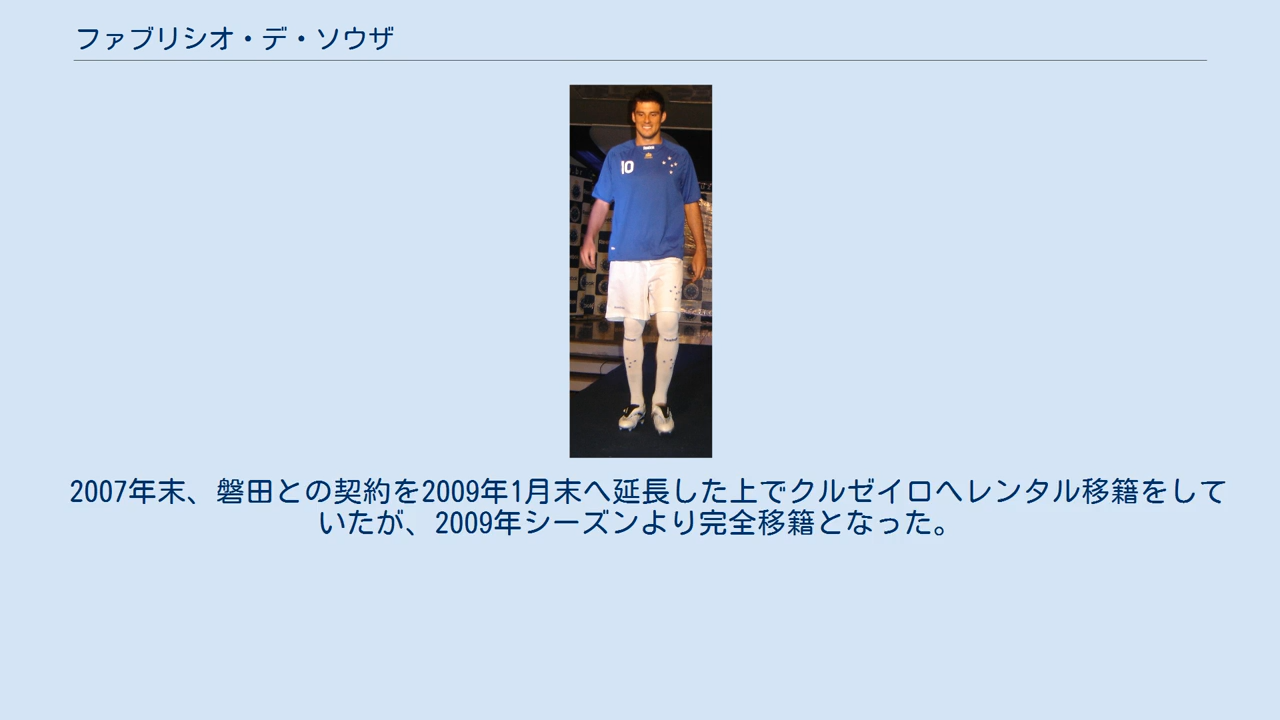 ファブリシオ・デ・ソウザ
10
2007年末、磐田との契約を2009年1月末へ延長した上でクルゼイロへレンタル移籍をして
いたが、2009年シーズンより完全移籍となった。